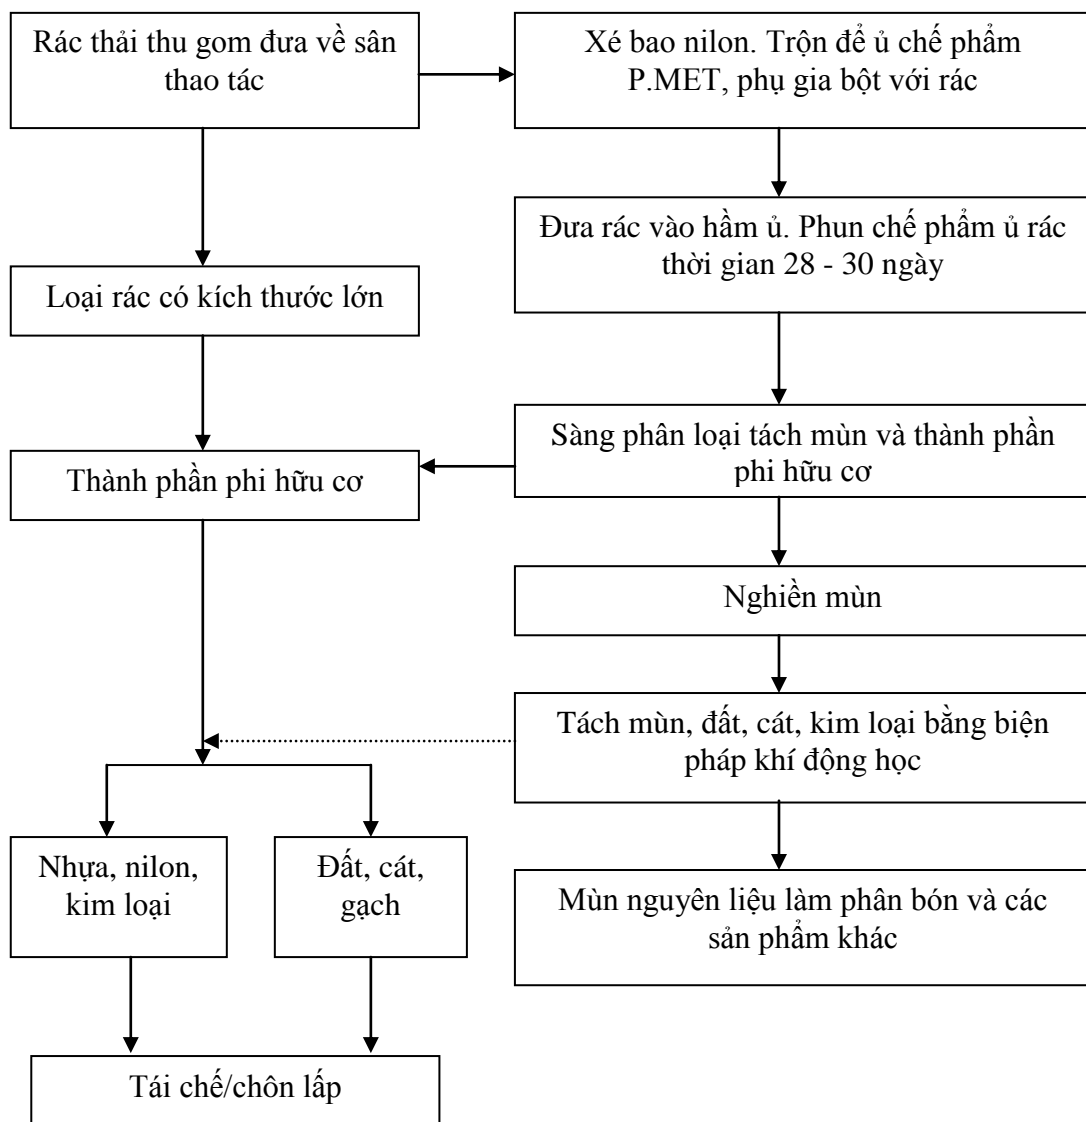 Rác thải thu gom đưa về sân
thao tác
Xé bao nilon. Trộn để ủ chế phẩm
P.MET, phụ gia bột với rác
Đưa rác vào hầm ủ. Phun chế phẩm ủ rác
thời gian 28 - 30 ngày
Loại rác có kích thước lớn
Sàng phân loại tách mùn và thành phần
phi hữu cơ
Thành phần phi hữu cơ
Nghiền mùn
Tách mùn, đất, cát, kim loại bằng biện
pháp khí động học
Nhựa, nilon,
kim loại
Đất, cát,
gạch
Mùn nguyên liệu làm phân bón và các
sản phẩm khác
Tái chế/chôn lấp